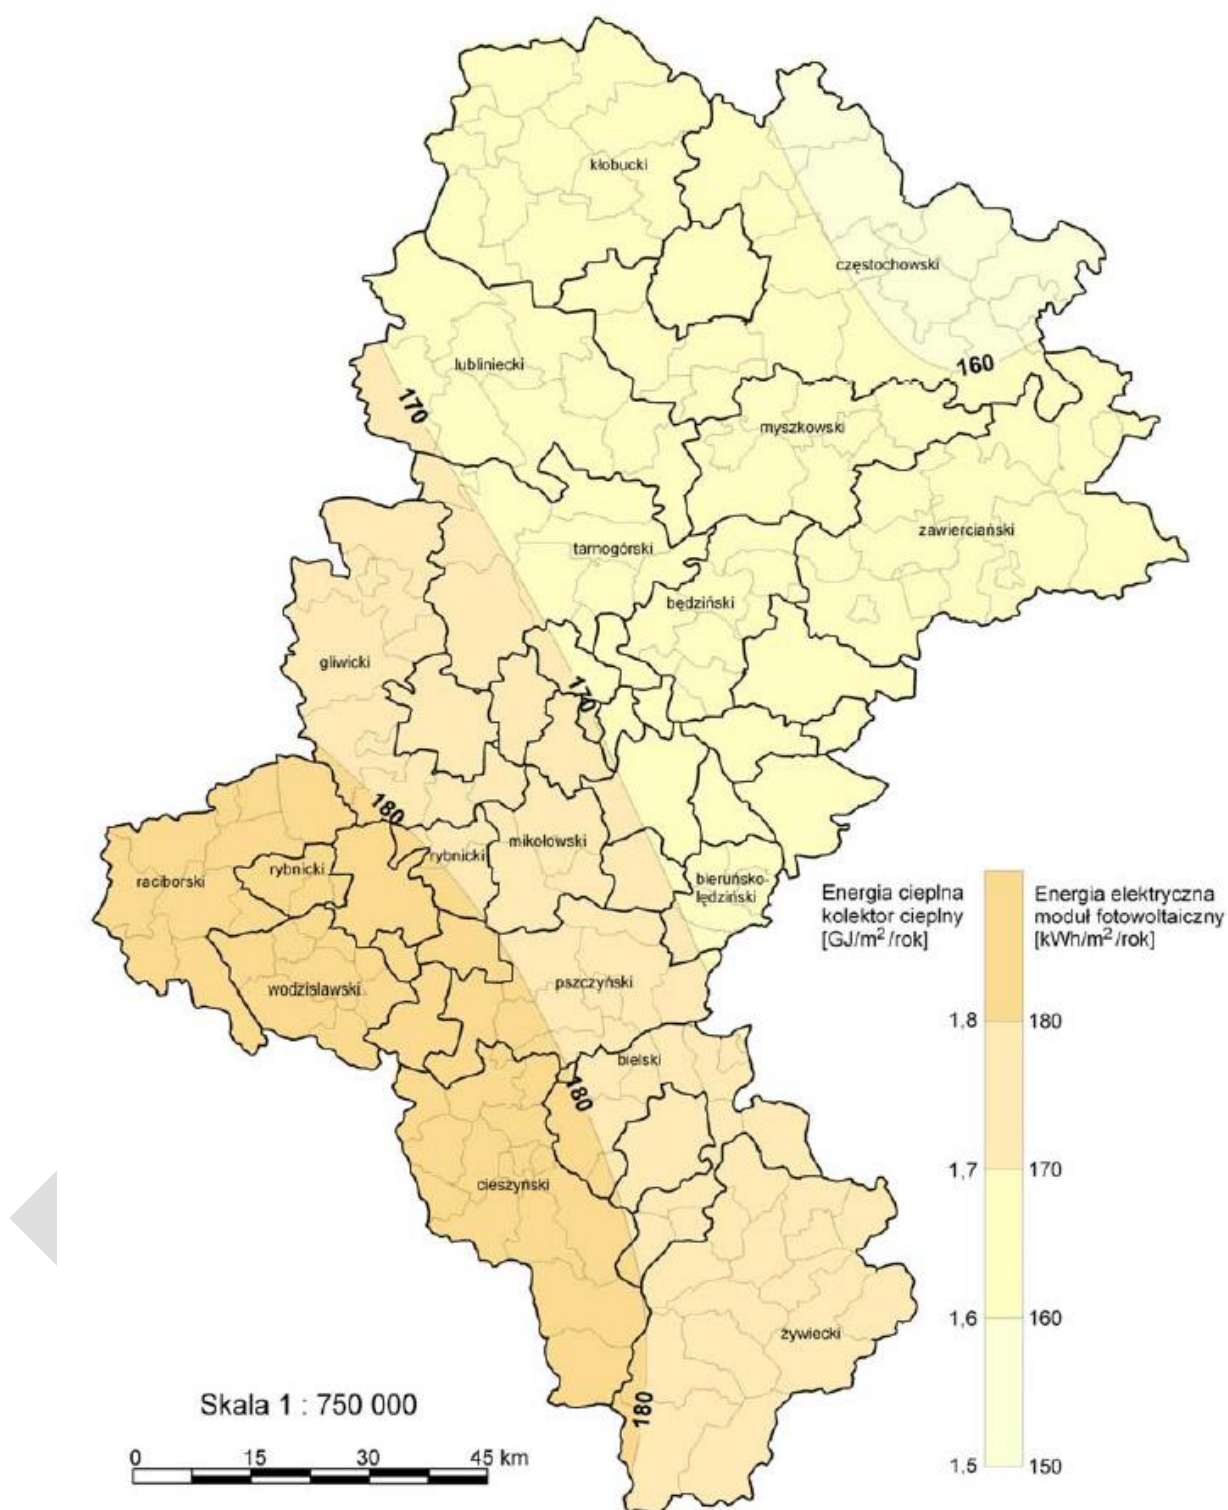 kłobucki
częstochowski
160
lubliniecki
170
myszkowski
zawierciański
tarnogórski
będziński
gliwicki
170
180
mikołowski
rybnicki
rybnicki
raciborski
bieruńsko-
lędziński
Energia cieplna
kolektor cieplny
[GJ/m²/rok]
Energia elektryczna
moduł fotowoltaiczny
[kWh/m²/rok]
wodzisławski
pszczyński
1,8
180
bielski
180
1,7
170
cieszyński
1,6
160
żywiecki
Skala 1 : 750 000
180
0 15 30 45 km
1,5
150